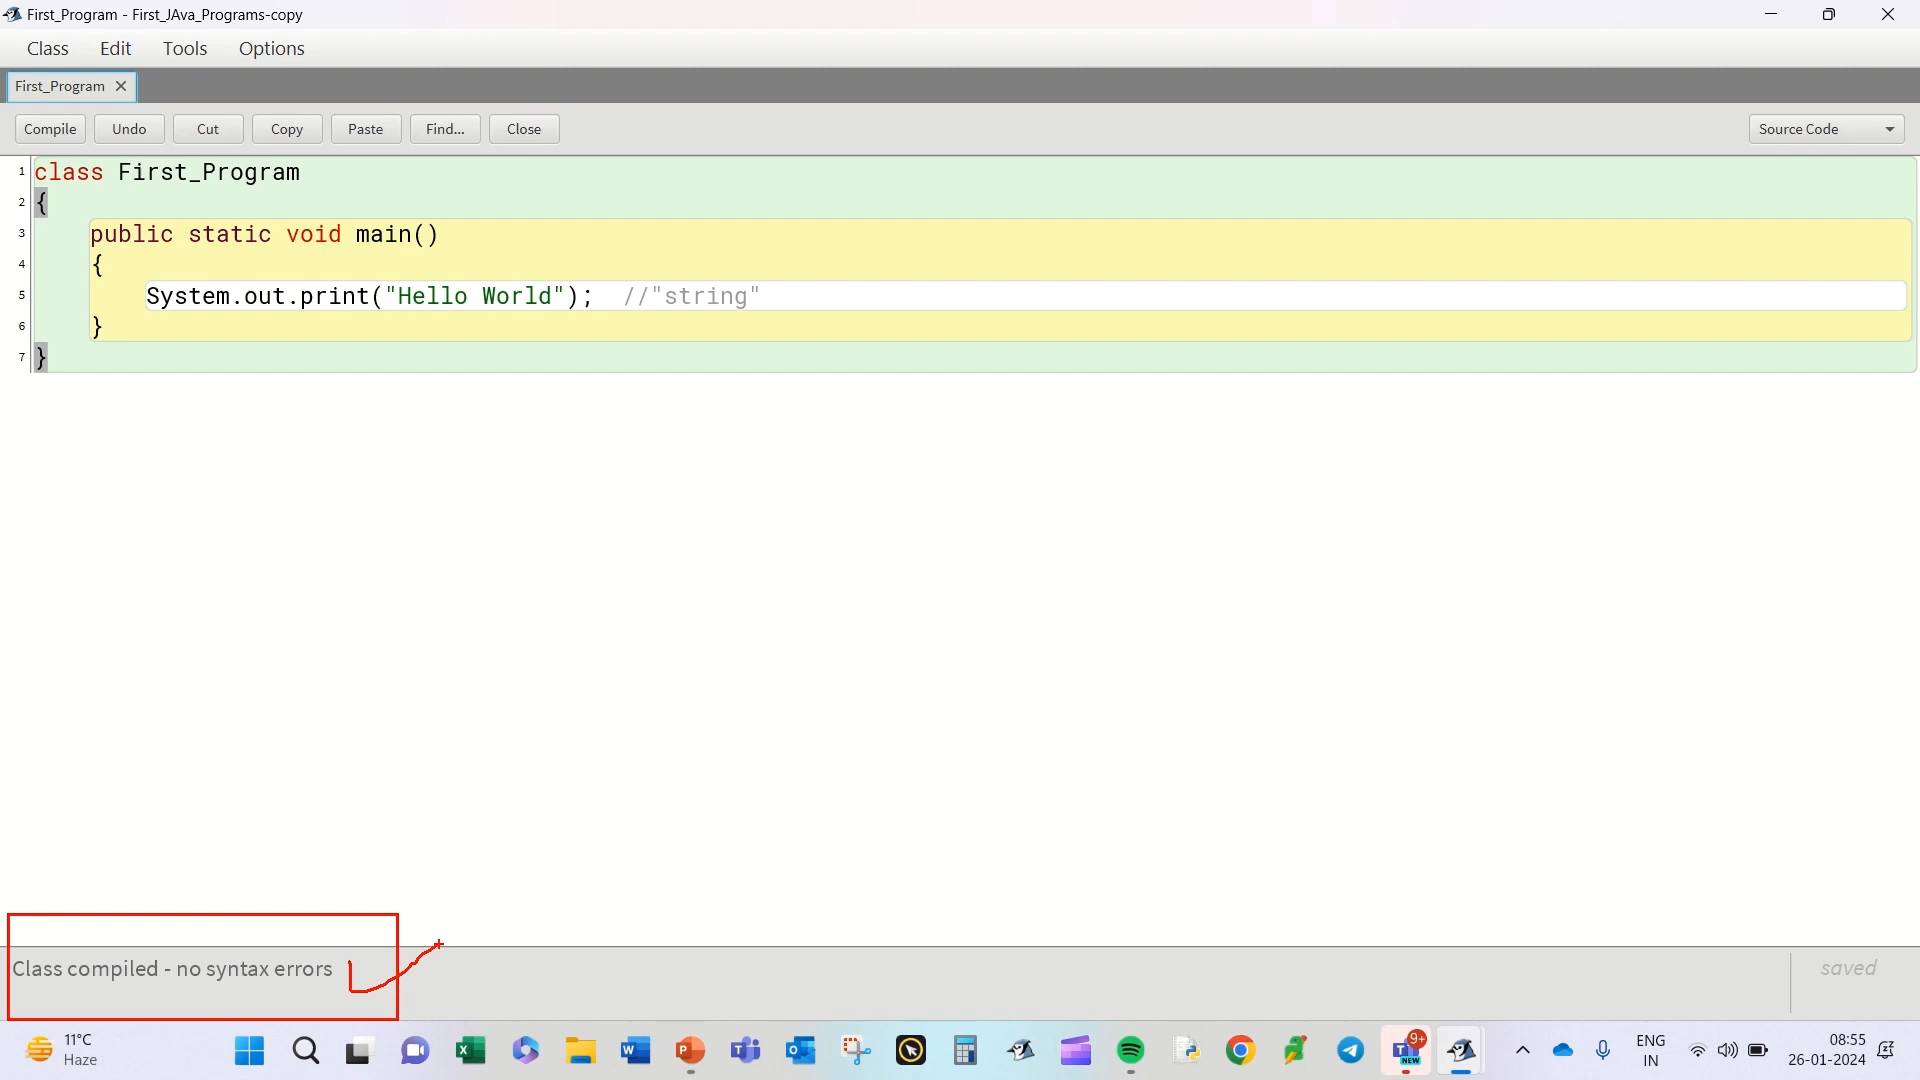 First_Program - First_JAva_Programs-copy
Class Edit Tools Options
First_Program
Compile Undo Cut Copy Paste Find... Close Source Code
1 class First_Program
2 {
3 public static void main()
4 {
5 System.out.print("Hello World"); //"string"
6 }
7 }
Class compiled - no syntax errors saved
11°C
Haze
9+
NEW
ENG
IN
08:55
26-01-2024